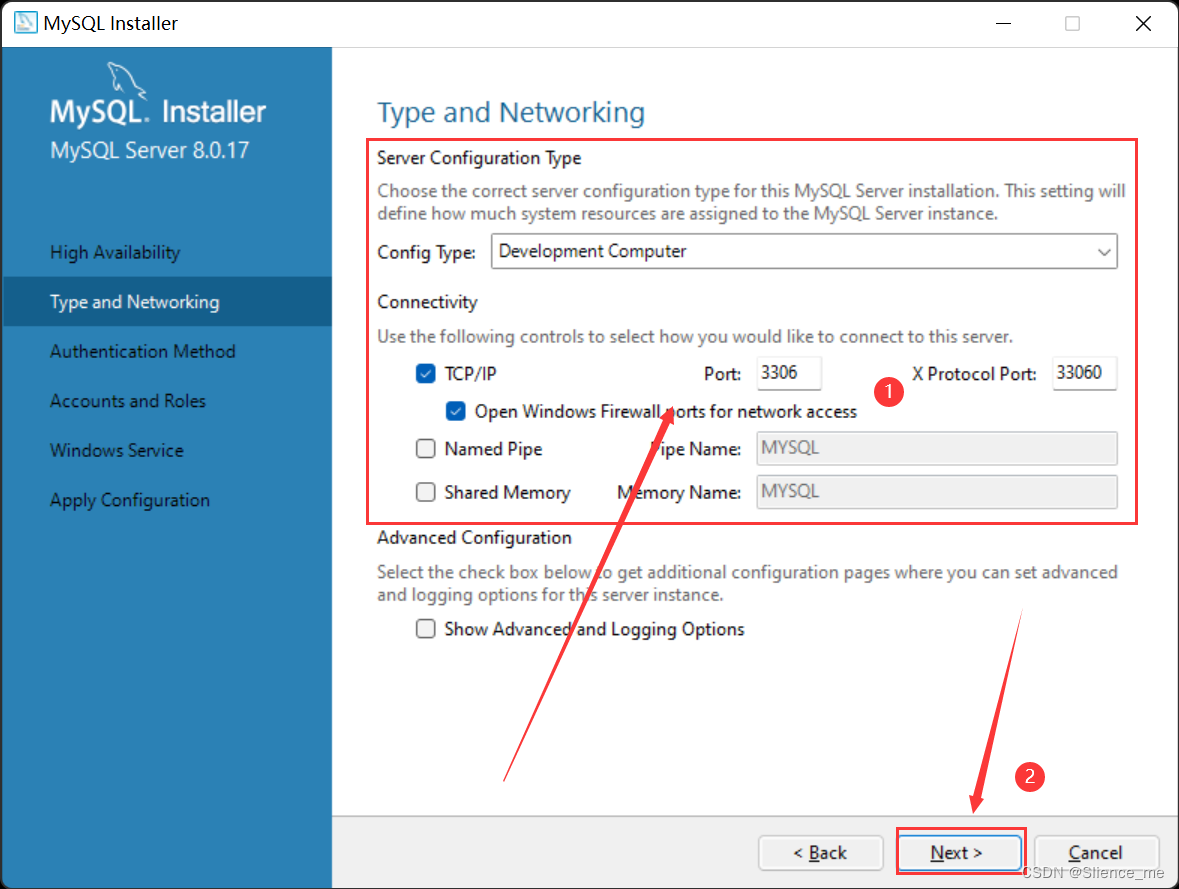 MySQL Installer
MySQL. Installer
MySQL Server 8.0.17
High Availability
Type and Networking
Authentication Method
Accounts and Roles
Windows Service
Apply Configuration
Type and Networking
Server Configuration Type
Choose the correct server configuration type for this MySQL Server installation. This setting will
define how much system resources are assigned to the MySQL Server instance.
Config Type: Development Computer
Connectivity
Use the following controls to select how you would like to connect to this server.
TCP/IP Port: 3306 X Protocol Port: 33060
1
Open Windows Firewall ports for network access
Named Pipe Pipe Name: MYSQL
Shared Memory Memory Name: MYSQL
Advanced Configuration
Select the check box below to get additional configuration pages where you can set advanced
and logging options for this server instance.
Show Advanced and Logging Options
2
< Back Next > Cancel
CSDN @Slience_me